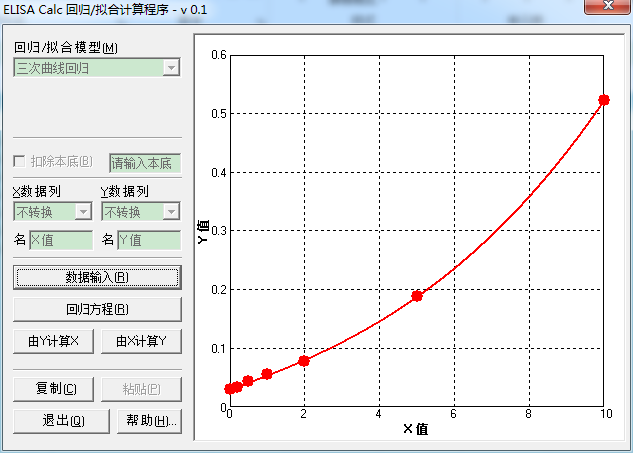 ELISA Calc 回归/拟合计算程序 - v 0.1
回归/拟合模型(M)
三次曲线回归
扣除本底(B) 请输入本底
X数据列 Y数据列
不转换 不转换
名 X值 名 Y值
数据输入(R)
回归方程(R)
由Y计算X 由X计算Y
复制(C) 粘贴(P)
退出(Q) 帮助(H)...
0.6
0.5
0.4
0.3
0.2
0.1
0
Y值
0 2 4 6 8 10
X值